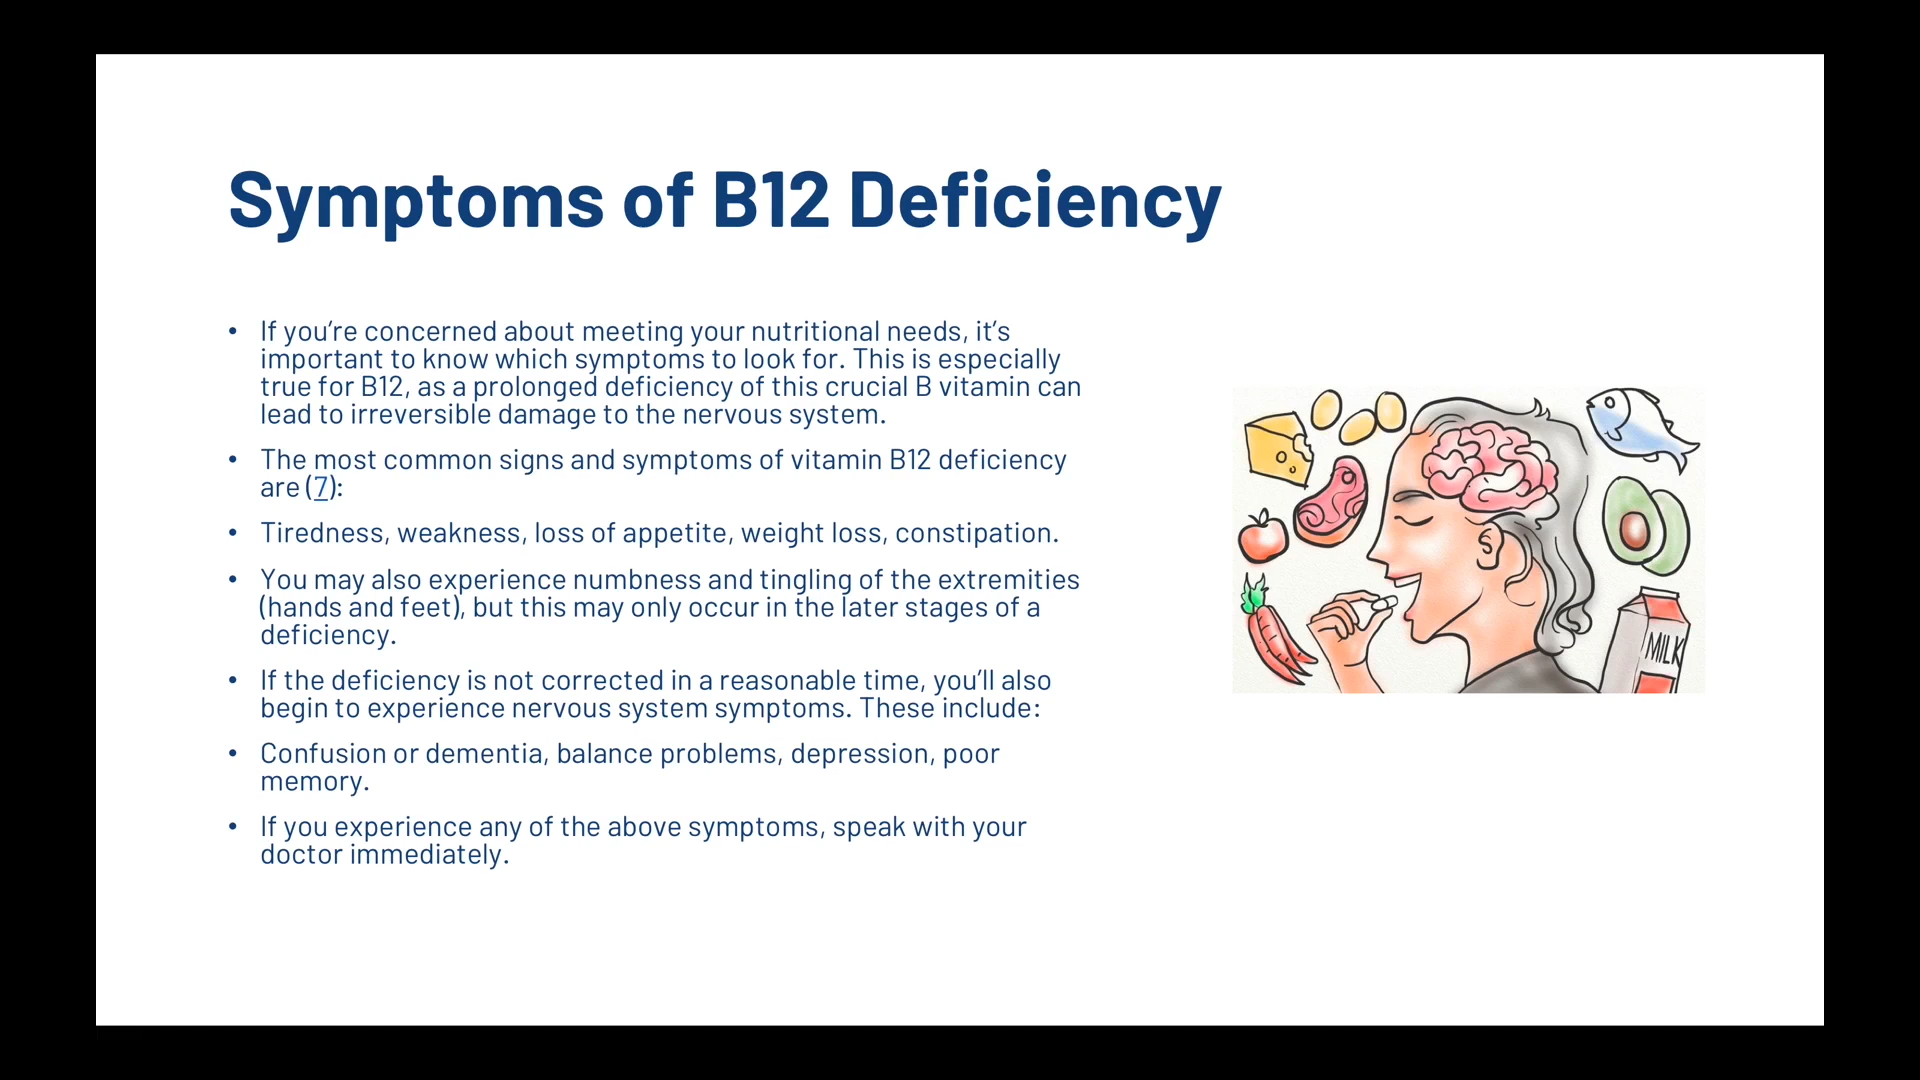 Symptoms of B12 Deficiency
• If you’re concerned about meeting your nutritional needs, it’s
important to know which symptoms to look for. This is especially
true for B12, as a prolonged deficiency of this crucial B vitamin can
lead to irreversible damage to the nervous system.
• The most common signs and symptoms of vitamin B12 deficiency
are (7):
• Tiredness, weakness, loss of appetite, weight loss, constipation.
• You may also experience numbness and tingling of the extremities
(hands and feet), but this may only occur in the later stages of a
deficiency.
• If the deficiency is not corrected in a reasonable time, you’ll also
begin to experience nervous system symptoms. These include:
• Confusion or dementia, balance problems, depression, poor
memory.
• If you experience any of the above symptoms, speak with your
doctor immediately.
MILK